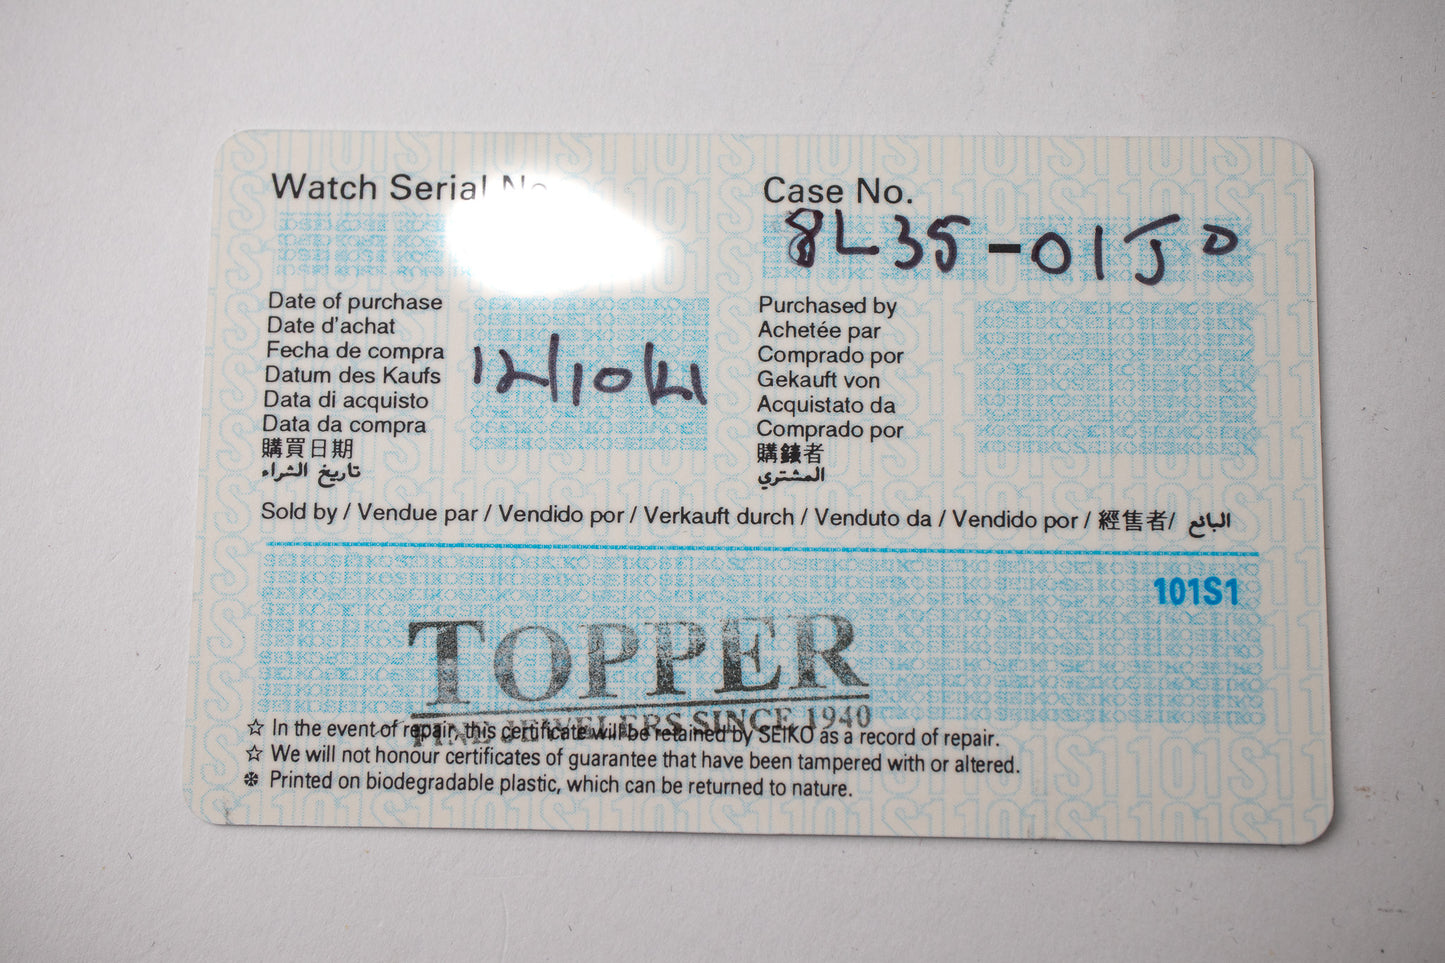 Watch Serial No
Case No.
8L35-01J0
Date of purchase
Date d'achat
Fecha de compra
Datum des Kaufs
Data di acquisto
Data da compra
購買日期
تاريخ الشراء
12/10/21
Purchased by
Achetée par
Comprado por
Gekauft von
Acquistato da
Comprado por
購錶者
المشتري
Sold by / Vendue par / Vendido por / Verkauft durch / Venduto da / Vendido por / 經售者/ البائع
101S1
TOPPER
FINE JEWELERS SINCE 1940
☆ In the event of repair, this certificate will be retained by SEIKO as a record of repair.
☆ We will not honour certificates of guarantee that have been tampered with or altered.
❇ Printed on biodegradable plastic, which can be returned to nature.